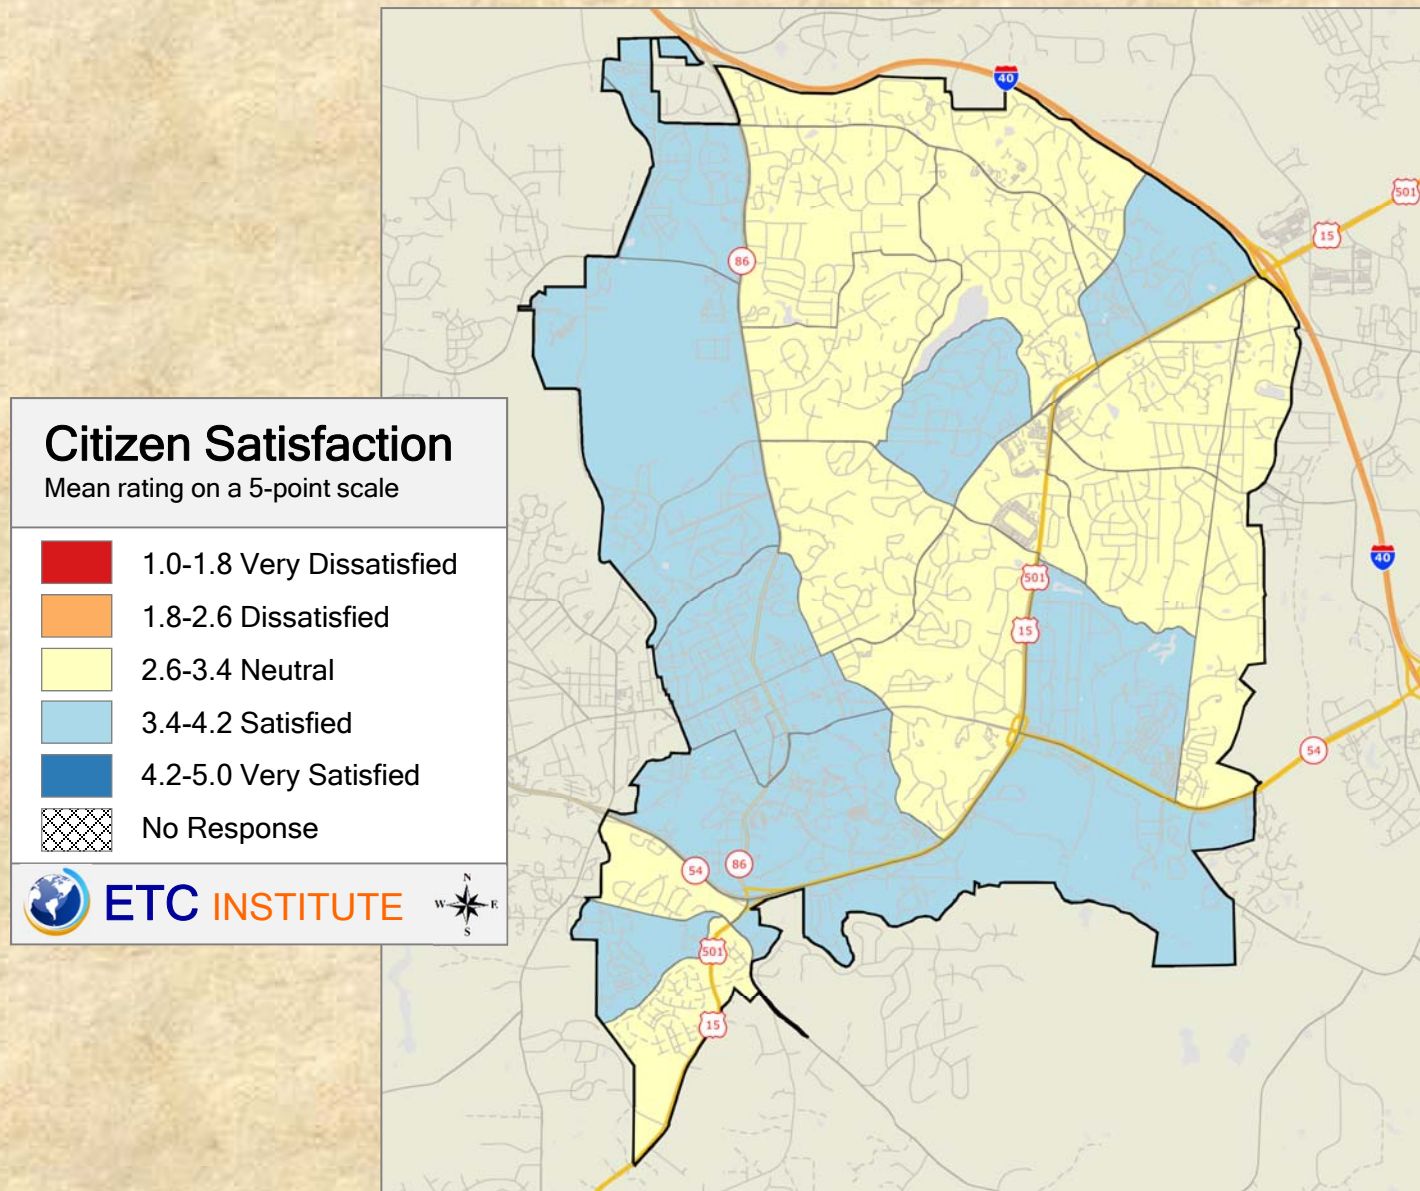 Citizen Satisfaction
Mean rating on a 5-point scale
1.0-1.8 Very Dissatisfied
1.8-2.6 Dissatisfied
2.6-3.4 Neutral
3.4-4.2 Satisfied
4.2-5.0 Very Satisfied
No Response
ETC INSTITUTE
N
W E
S
40
501
15
86
40
501
15
54
54
86
501
15